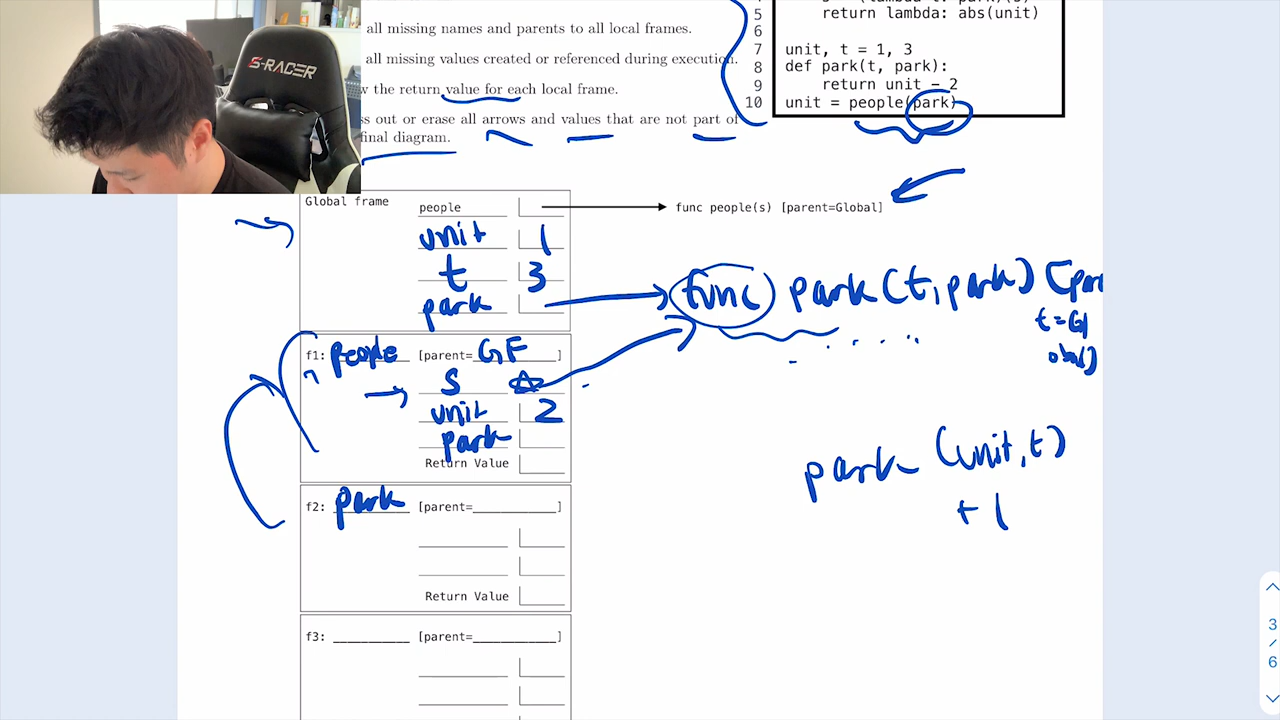 S-RACER
all missing names and parents to all local frames.
all missing values created or referenced during execution.
w the return value for each local frame.
ss out or erase all arrows and values that are not part of
final diagram.
5 return lambda: abs(unit)
6
7 unit, t = 1, 3
8 def park(t, park):
9 return unit - 2
10 unit = people(park)
Global frame
people
func people(s) [parent=Global]
unit 1
t 3
park
func park(t, park) [par
t=Gl
f1: people [parent=GF]
s
unit 2
park
Return Value
park (unit, t)
+ 1
f2: park [parent=___________]
Return Value
f3: __________ [parent=___________]
3
/
6